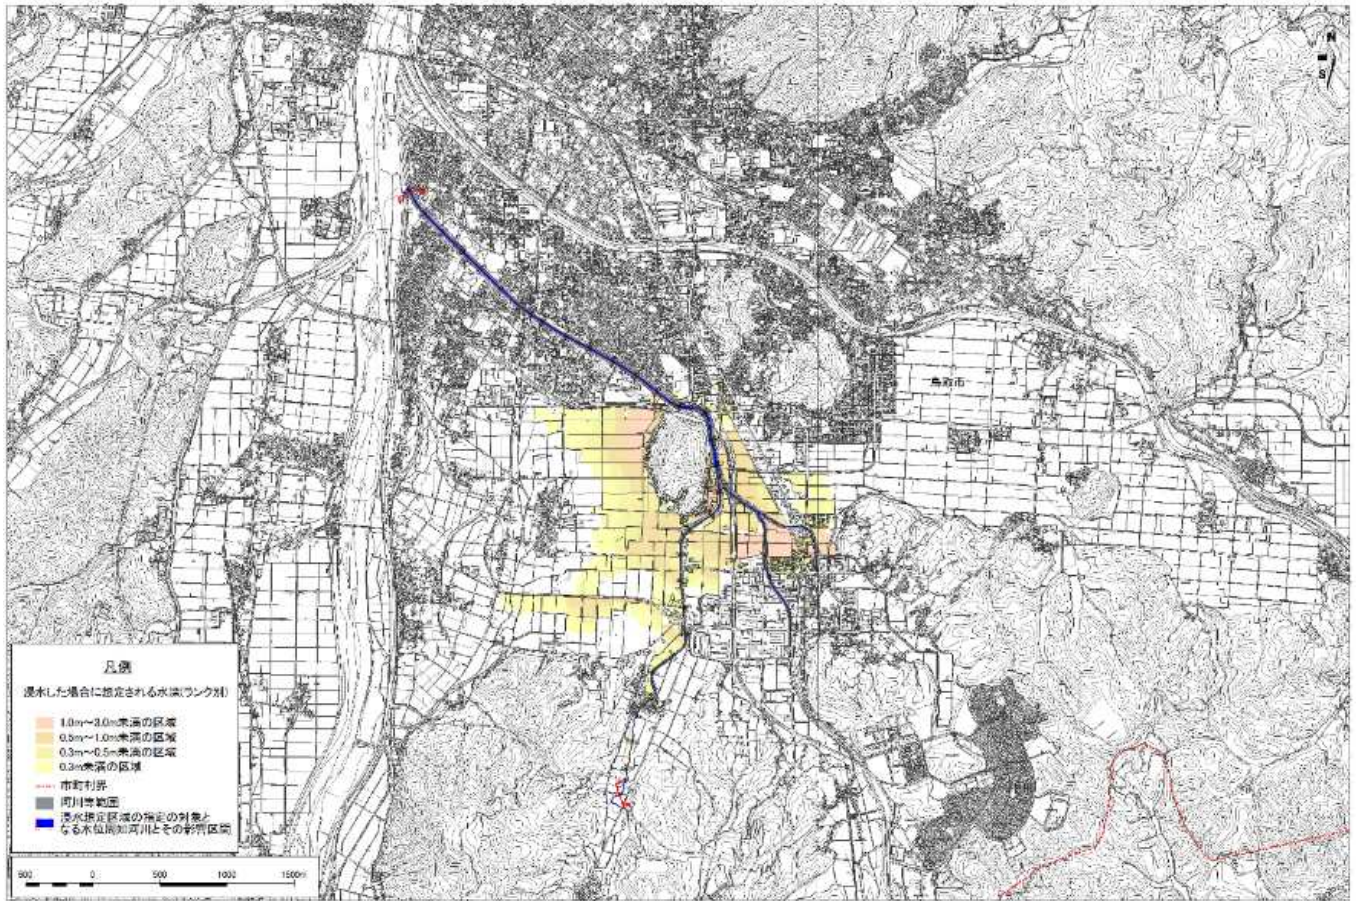 N
S
鳥取市
凡例
浸水した場合に想定される水深(ランク別)
1.0m～3.0m未満の区域
0.5m～1.0m未満の区域
0.3m～0.5m未満の区域
0.3m未満の区域
市町村界
河川等範囲
浸水想定区域の指定の対象と
なる水位周知河川とその影響区間
500 0 500 1000 1500m